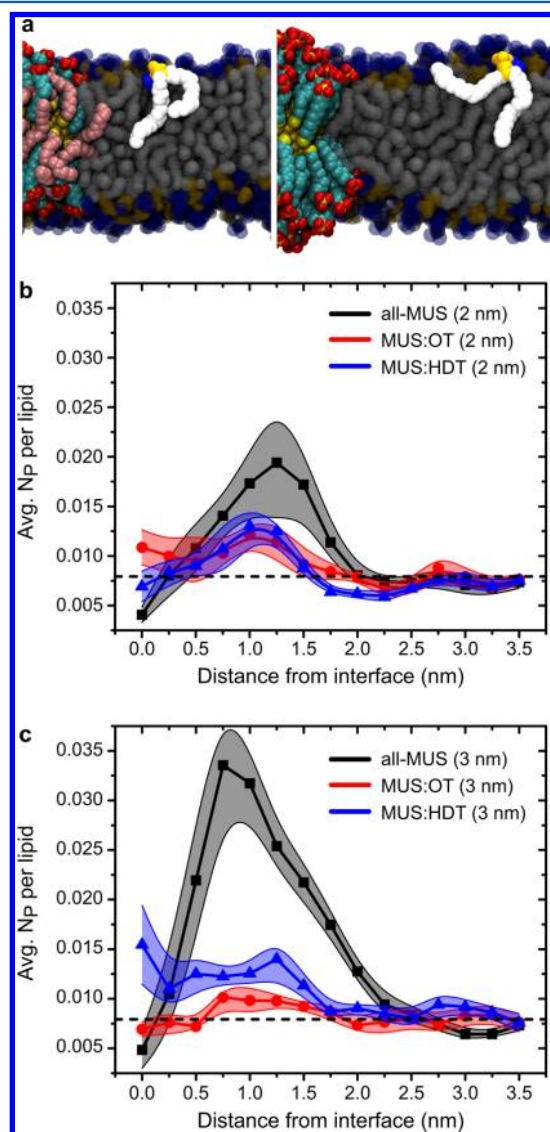 a
b
0.035
0.030
0.025
0.020
0.015
0.010
0.005
Avg. NP per lipid
all-MUS (2 nm)
MUS:OT (2 nm)
MUS:HDT (2 nm)
0.0 0.5 1.0 1.5 2.0 2.5 3.0 3.5
Distance from interface (nm)
c
0.035
0.030
0.025
0.020
0.015
0.010
0.005
Avg. NP per lipid
all-MUS (3 nm)
MUS:OT (3 nm)
MUS:HDT (3 nm)
0.0 0.5 1.0 1.5 2.0 2.5 3.0 3.5
Distance from interface (nm)